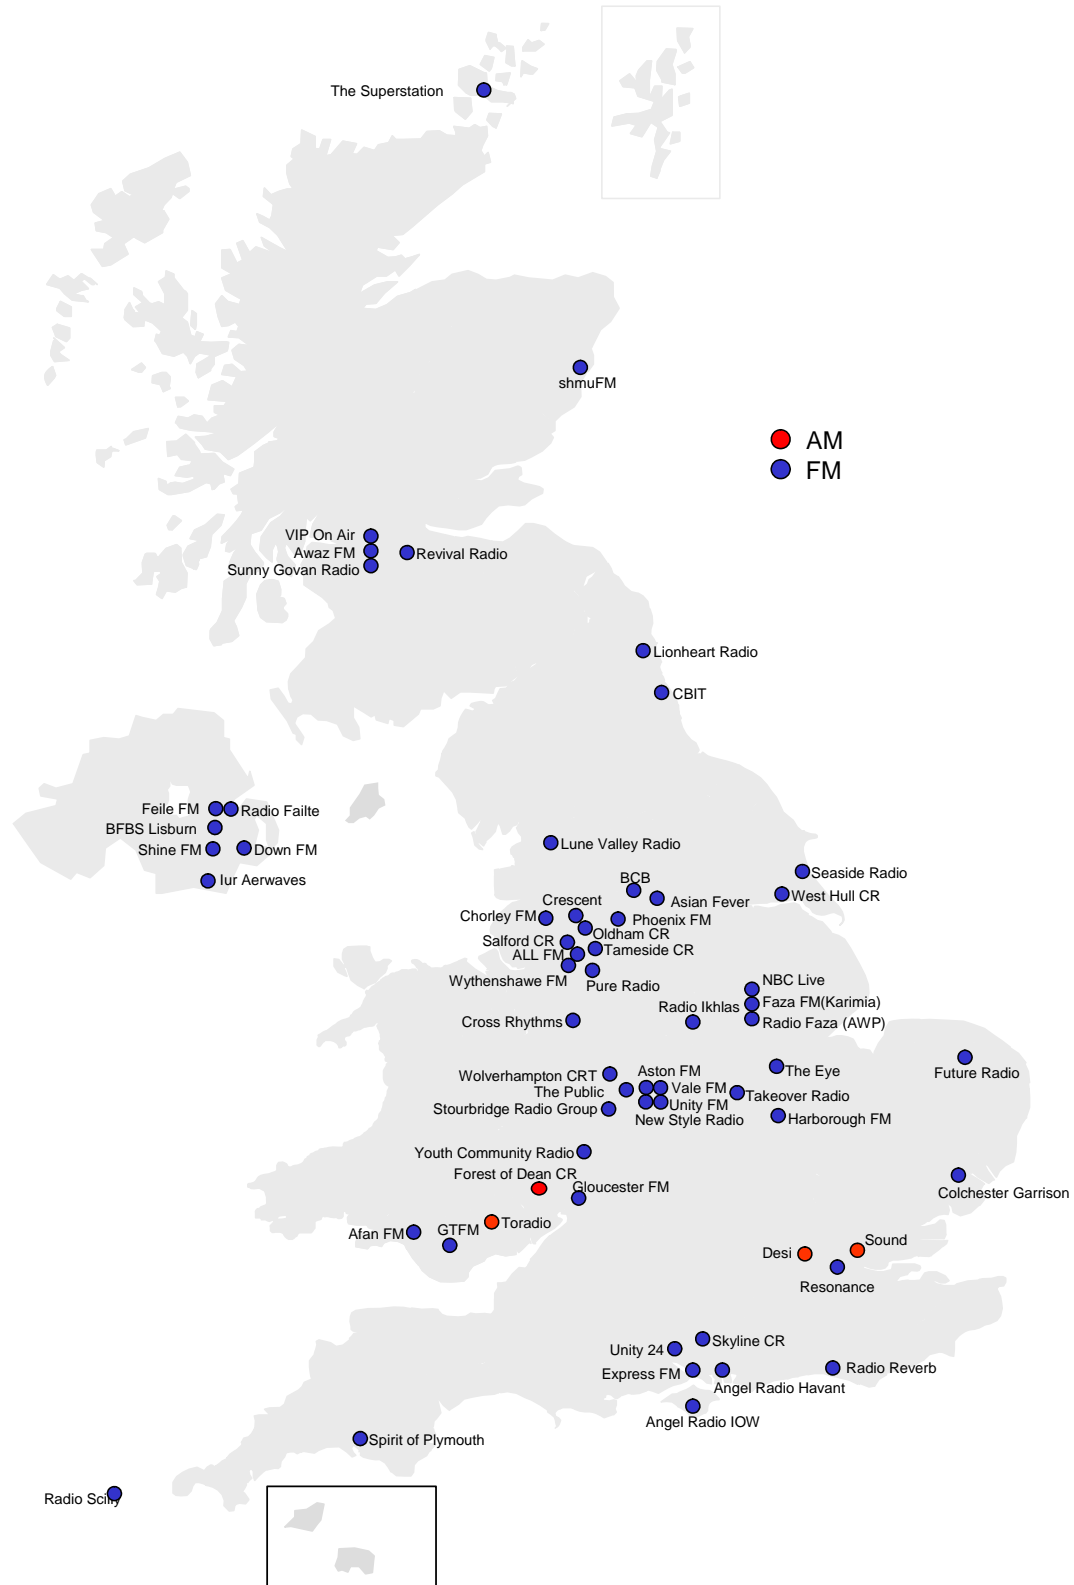 The Superstation
shmuFM
AM
FM
VIP On Air
Awaz FM
Revival Radio
Sunny Govan Radio
Lionheart Radio
CBIT
Feile FM
Radio Failte
BFBS Lisburn
Shine FM
Down FM
Iur Aerwaves
Lune Valley Radio
Seaside Radio
BCB
West Hull CR
Asian Fever
Crescent
Chorley FM
Phoenix FM
Oldham CR
Salford CR
Tameside CR
ALL FM
Wythenshawe FM
Pure Radio
NBC Live
Faza FM(Karimia)
Radio Ikhlas
Radio Faza (AWP)
Cross Rhythms
Future Radio
The Eye
Aston FM
Wolverhampton CRT
Vale FM
The Public
Takeover Radio
Unity FM
Stourbridge Radio Group
New Style Radio
Harborough FM
Youth Community Radio
Forest of Dean CR
Gloucester FM
Colchester Garrison
Toradio
GTFM
Afan FM
Sound
Desi
Resonance
Skyline CR
Unity 24
Radio Reverb
Express FM
Angel Radio Havant
Angel Radio IOW
Spirit of Plymouth
Radio Scilly